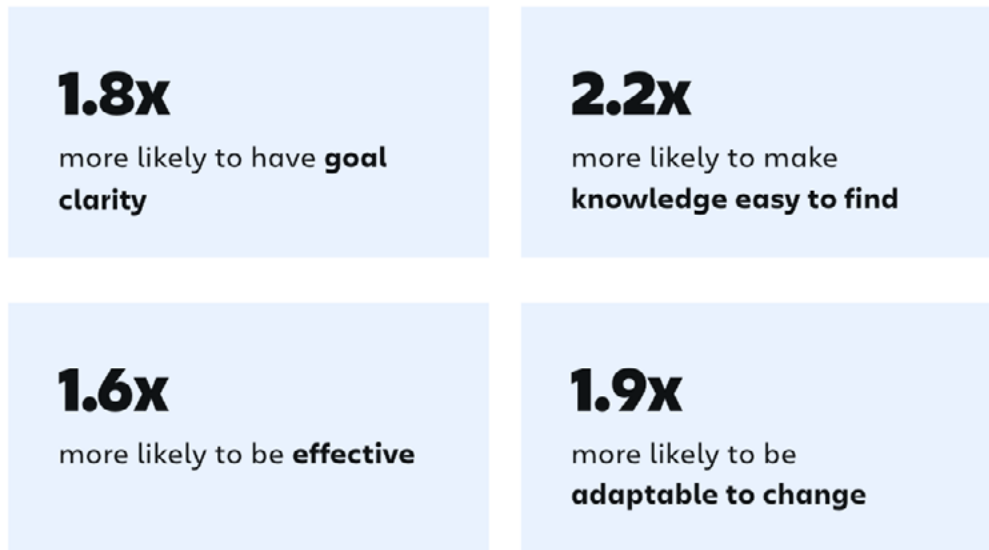 1.8x
more likely to have goal
clarity
2.2x
more likely to make
knowledge easy to find
1.6x
more likely to be effective
1.9x
more likely to be
adaptable to change